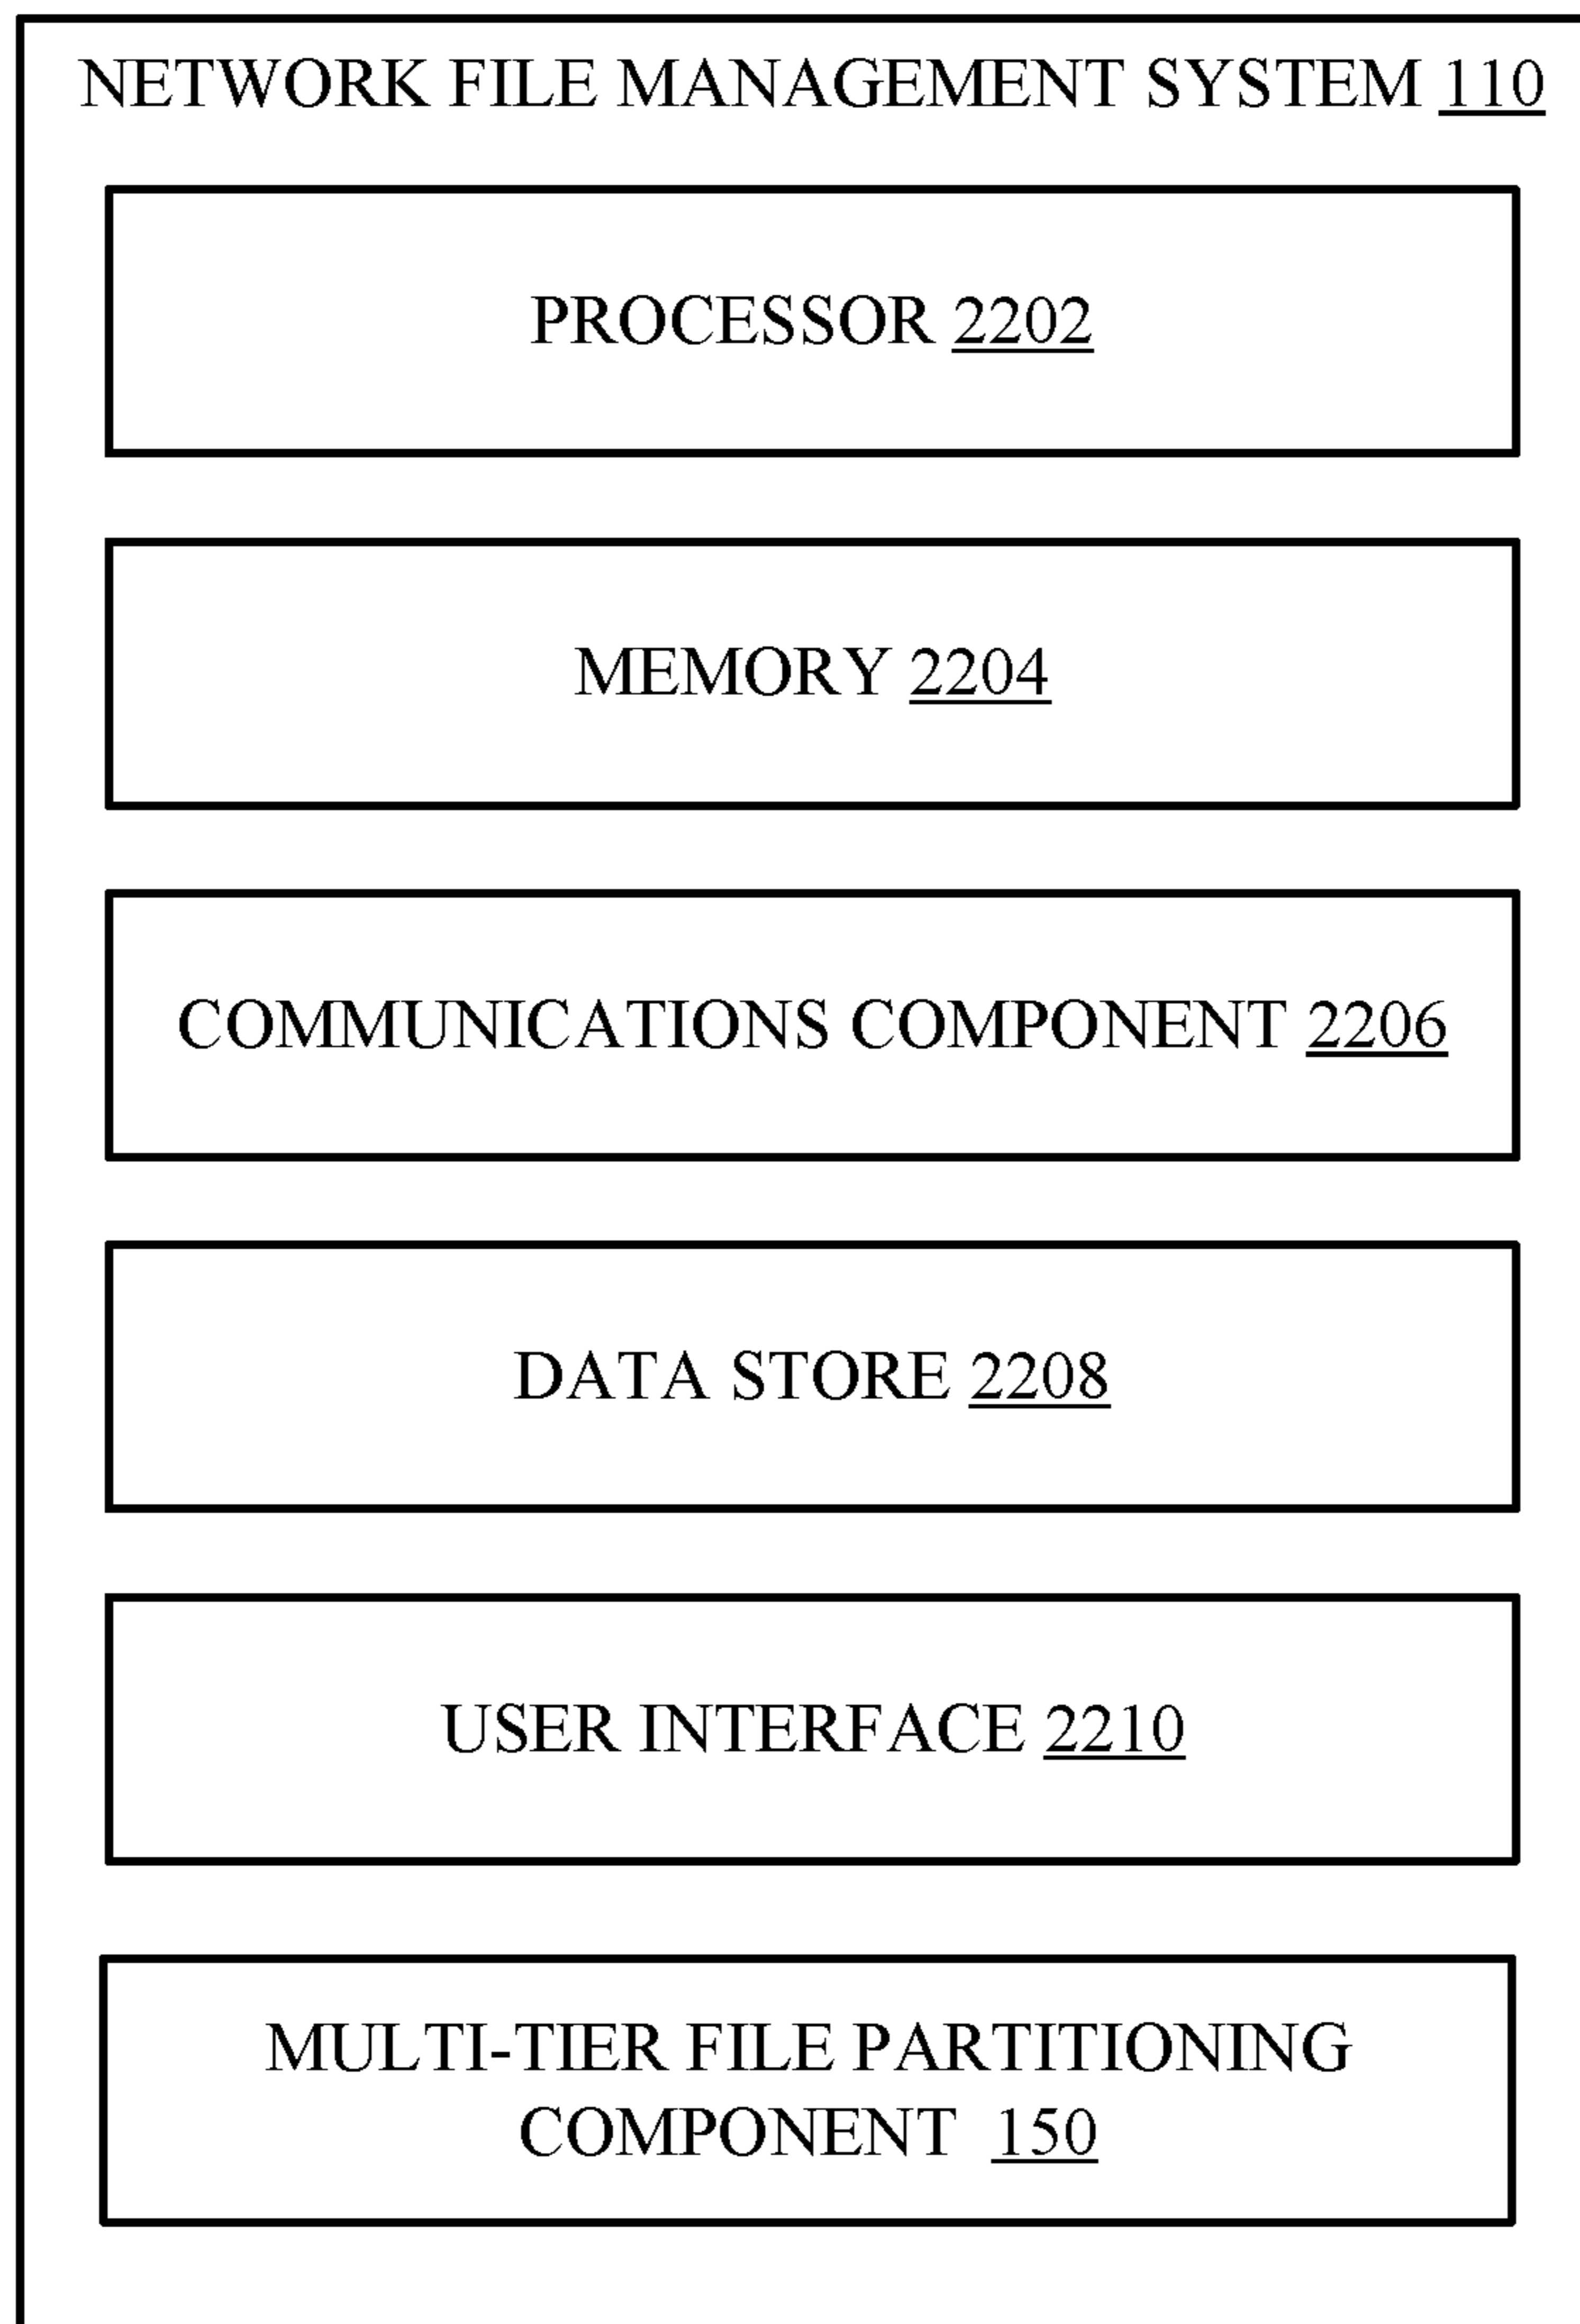 NETWORK FILE MANAGEMENT SYSTEM 110
PROCESSOR 2202
MEMORY 2204
COMMUNICATIONS COMPONENT 2206
DATA STORE 2208
USER INTERFACE 2210
MULTI-TIER FILE PARTITIONING
COMPONENT 150